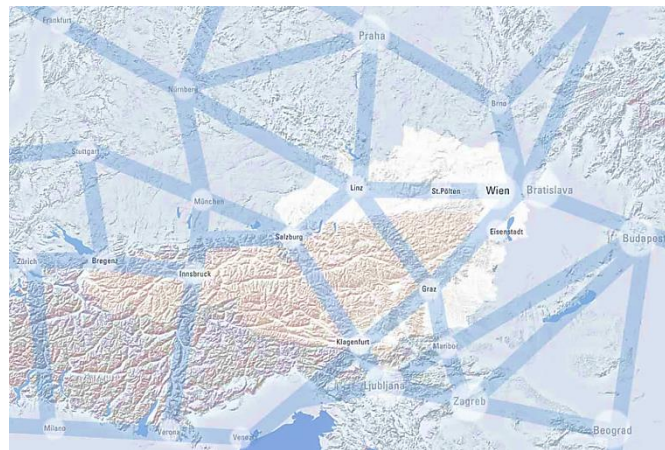 Frankfurt
Praha
Nürnberg
Brno
Stuttgart
Linz
St.Pölten
Wien
Bratislava
München
Salzburg
Eisenstadt
Budapest
Zürich
Bregenz
Innsbruck
Graz
Klagenfurt
Maribor
Ljubljana
Zagreb
Milano
Verona
Venezia
Beograd